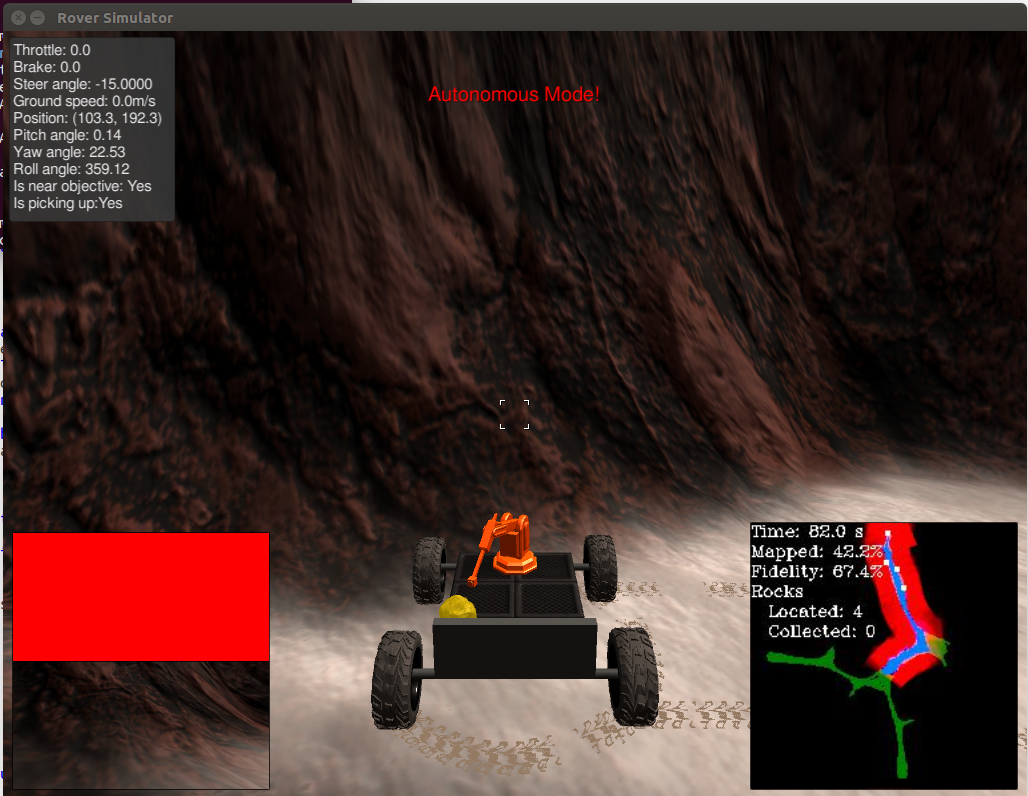 Rover Simulator
Throttle: 0.0
Brake: 0.0
Steer angle: -15.0000
Ground speed: 0.0m/s
Position: (103.3, 192.3)
Pitch angle: 0.14
Yaw angle: 22.53
Roll angle: 359.12
Is near objective: Yes
Is picking up:Yes
Autonomous Mode!
Time: 82.0 s
Mapped: 42.2%
Fidelity: 67.4%
Rocks
Located: 4
Collected: 0